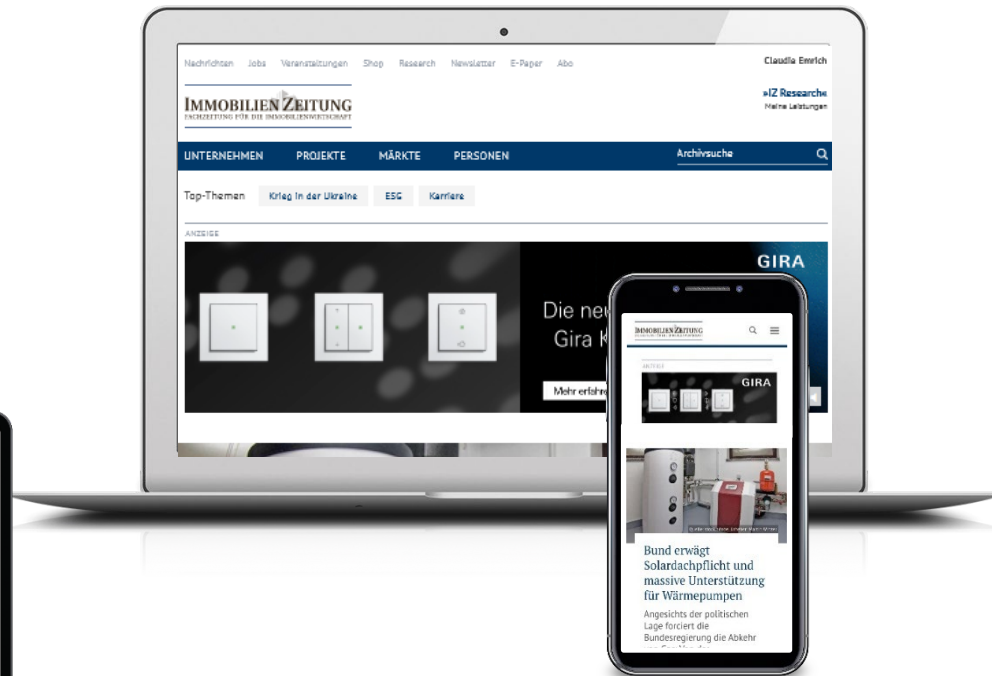 Nachrichten Jobs Veranstaltungen Shop Research Newsletter E-Paper Abo
Claudia Emrich
»IZ Research«
Meine Leistungen
IMMOBILIEN ZEITUNG
FACHZEITUNG FÜR DIE IMMOBILIENWIRTSCHAFT
UNTERNEHMEN PROJEKTE MÄRKTE PERSONEN
Archivsuche
Top-Themen Krieg in der Ukraine ESG Karriere
ANZEIGE
GIRA
Die neu
Gira K
Mehr erfahre
IMMOBILIEN ZEITUNG
ANZEIGE
GIRA
Bund erwägt
Solardachpflicht und
massive Unterstützung
für Wärmepumpen
Angesichts der politischen
Lage forciert die
Bundesregierung die Abkehr